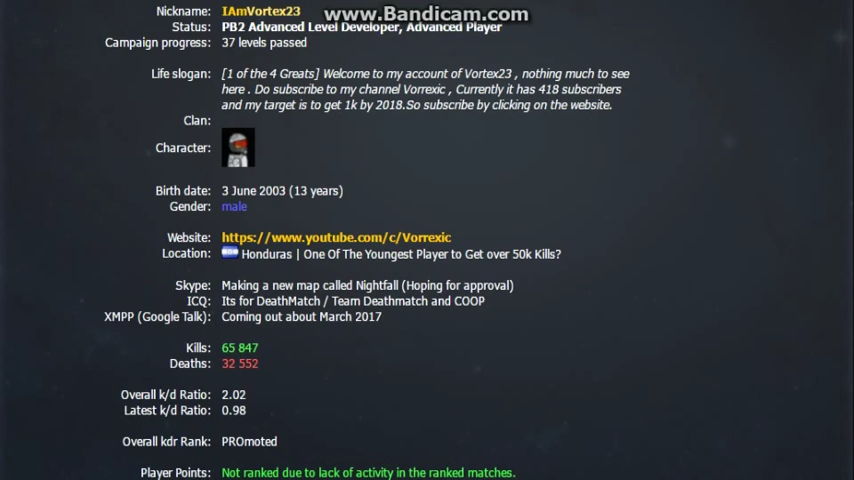 www.Bandicam.com
Nickname: IAmVortex23
Status: PB2 Advanced Level Developer, Advanced Player
Campaign progress: 37 levels passed
Life slogan: [1 of the 4 Greats] Welcome to my account of Vortex23 , nothing much to see
here . Do subscribe to my channel Vorrexic , Currently it has 418 subscribers
and my target is to get 1k by 2018.So subscribe by clicking on the website.
Clan:
Character:
Birth date: 3 June 2003 (13 years)
Gender: male
Website: https://www.youtube.com/c/Vorrexic
Location: Honduras | One Of The Youngest Player to Get over 50k Kills?
Skype: Making a new map called Nightfall (Hoping for approval)
ICQ: Its for DeathMatch / Team Deathmatch and COOP
XMPP (Google Talk): Coming out about March 2017
Kills: 65 847
Deaths: 32 552
Overall k/d Ratio: 2.02
Latest k/d Ratio: 0.98
Overall kdr Rank: PROmoted
Player Points: Not ranked due to lack of activity in the ranked matches.